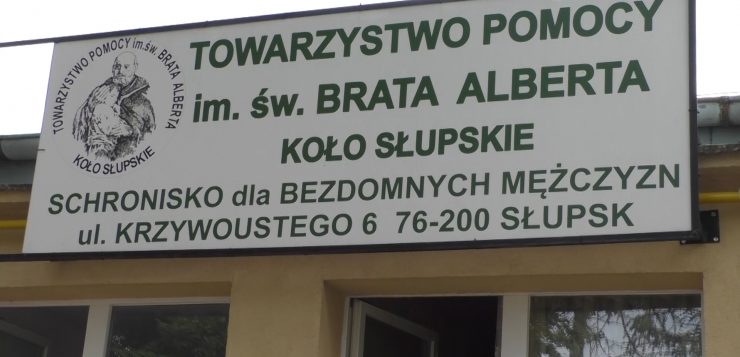 TOWARZYSTWO POMOCY im. św. BRATA ALBERTA
KOŁO SŁUPSKIE
TOWARZYSTWO POMOCY
im. św. BRATA ALBERTA
KOŁO SŁUPSKIE
SCHRONISKO dla BEZDOMNYCH MĘŻCZYZN
ul. KRZYWOUSTEGO 6 76-200 SŁUPSK